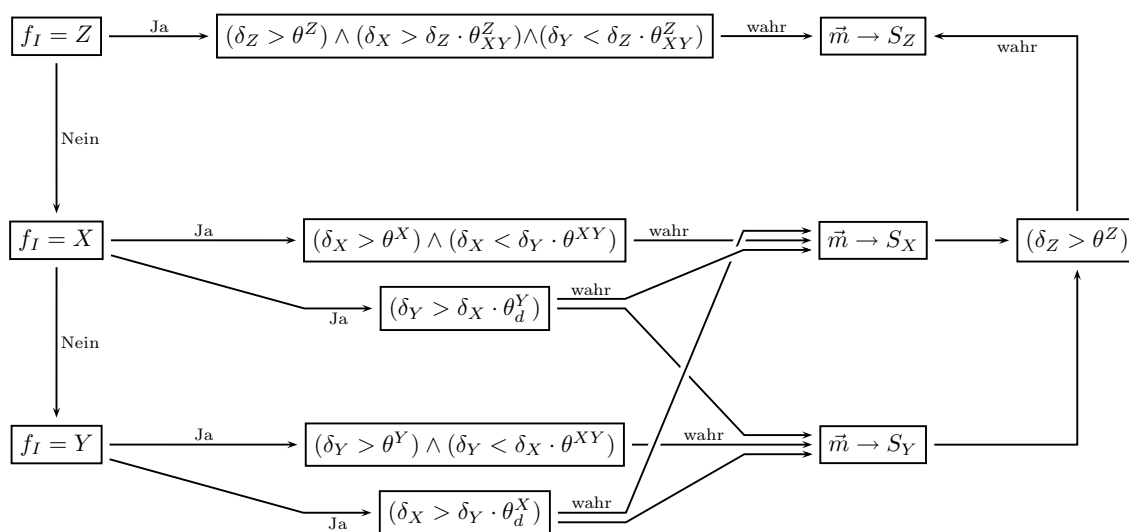 f_I = Z Ja (δ_Z > θ^Z) ∧ (δ_X > δ_Z · θ^Z_{XY})∧(δ_Y < δ_Z · θ^Z_{XY}) wahr m⃗ → S_Z
wahr
Nein
f_I = X Ja (δ_X > θ^X) ∧ (δ_X < δ_Y · θ^{XY}) wahr m⃗ → S_X (δ_Z > θ^Z)
Ja (δ_Y > δ_X · θ^Y_d) wahr
Nein
f_I = Y Ja (δ_Y > θ^Y) ∧ (δ_Y < δ_X · θ^{XY}) wahr m⃗ → S_Y
Ja (δ_X > δ_Y · θ^X_d) wahr